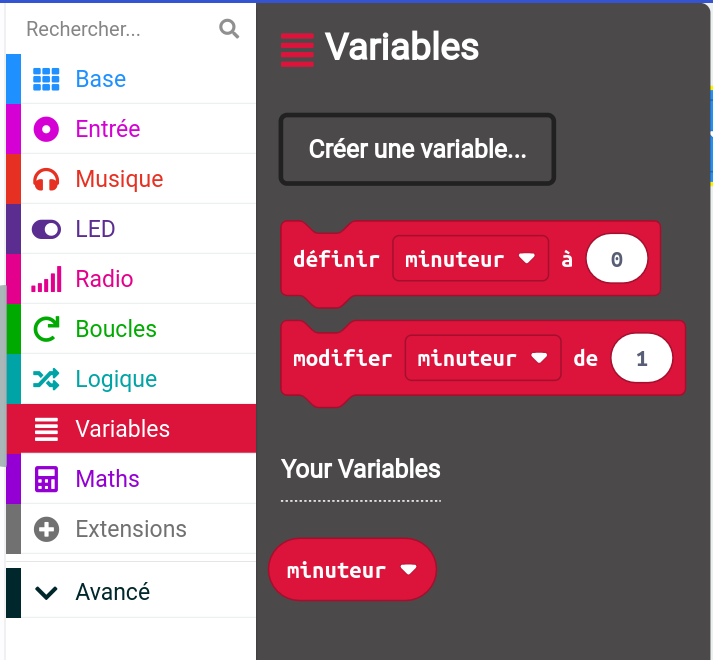 Rechercher...
Base
Entrée
Musique
LED
Radio
Boucles
Logique
Variables
Maths
Extensions
Avancé
Variables
Créer une variable...
définir minuteur à 0
modifier minuteur de 1
Your Variables
minuteur